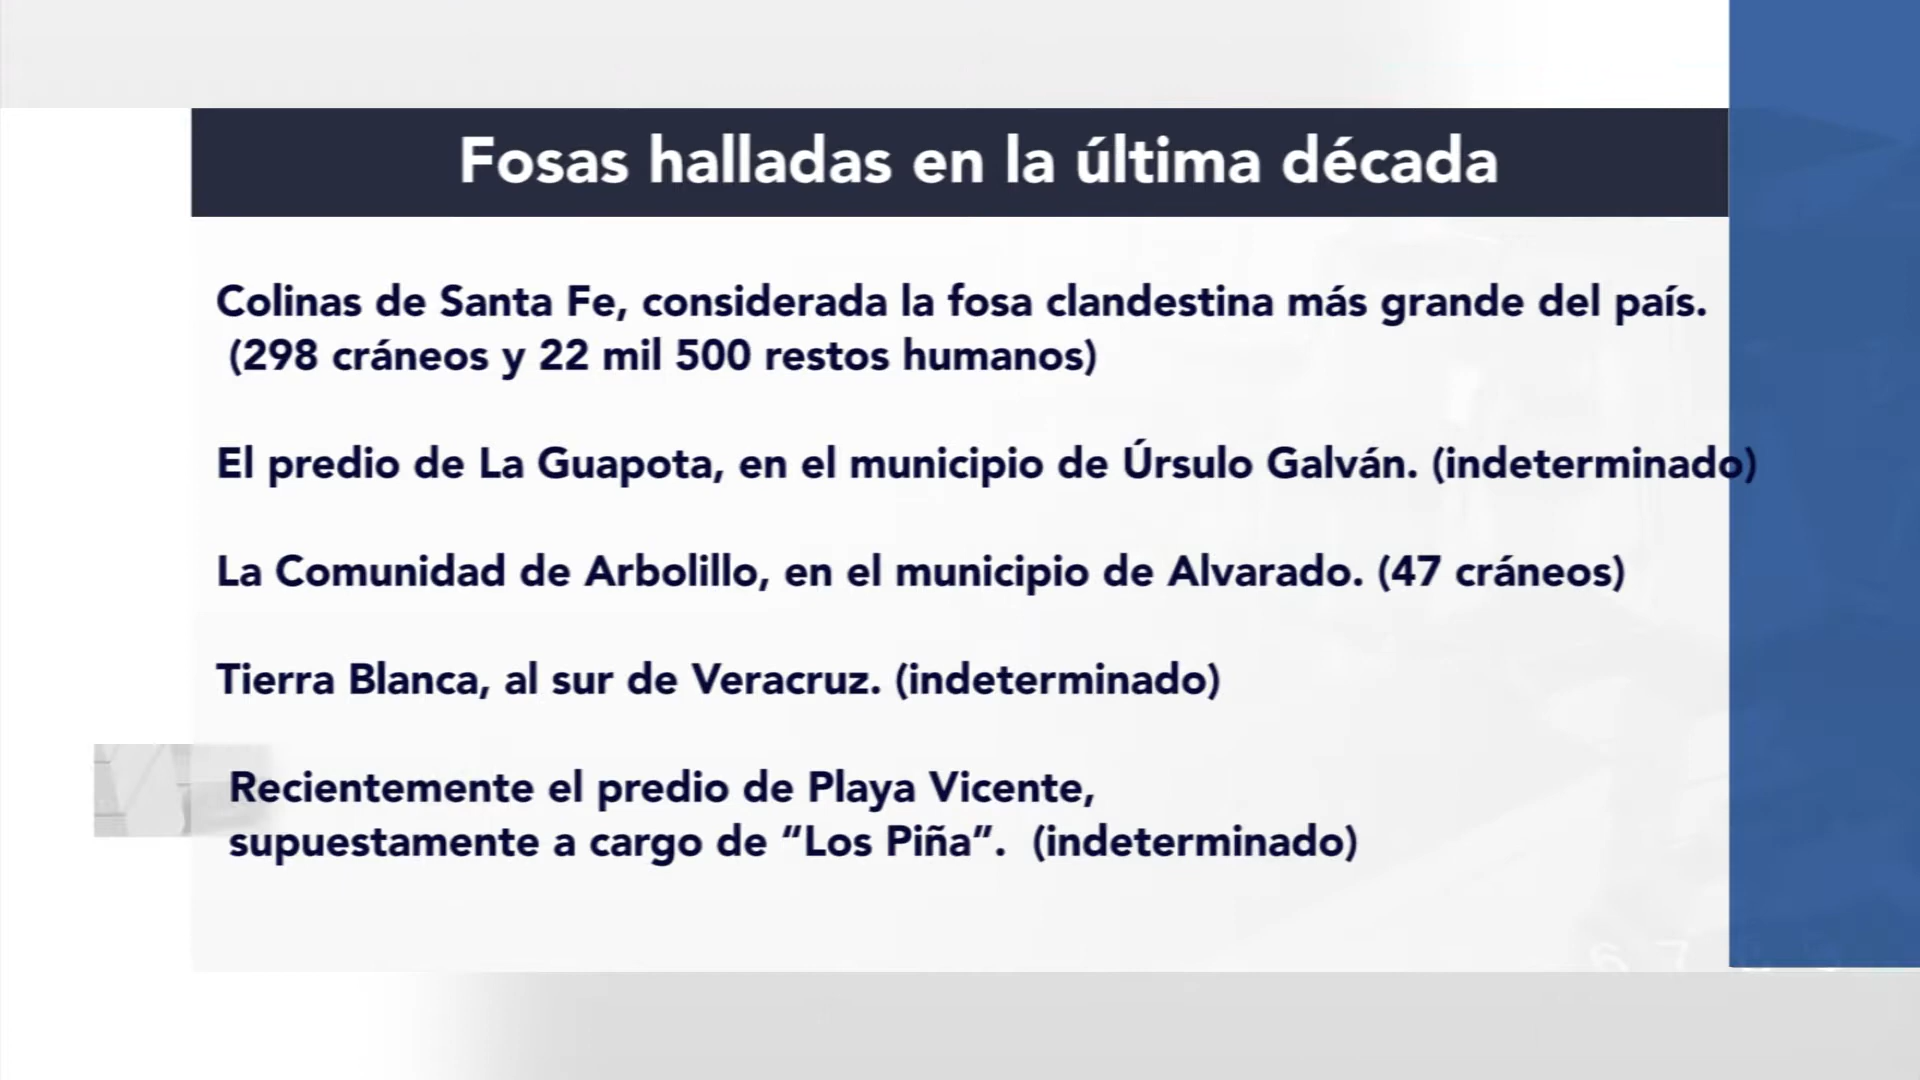 Fosas halladas en la última década
Colinas de Santa Fe, considerada la fosa clandestina más grande del país.
(298 cráneos y 22 mil 500 restos humanos)
El predio de La Guapota, en el municipio de Úrsulo Galván. (indeterminado)
La Comunidad de Arbolillo, en el municipio de Alvarado. (47 cráneos)
Tierra Blanca, al sur de Veracruz. (indeterminado)
Recientemente el predio de Playa Vicente,
supuestamente a cargo de “Los Piña”.  (indeterminado)